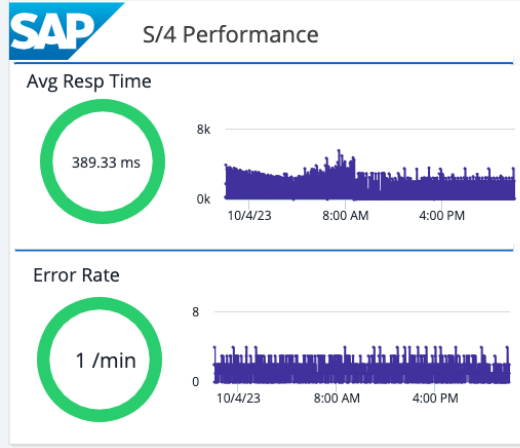 SAP
S/4 Performance
Avg Resp Time
389.33 ms
8k
0k
10/4/23 8:00 AM 4:00 PM
Error Rate
1 /min
8
0
10/4/23 8:00 AM 4:00 PM